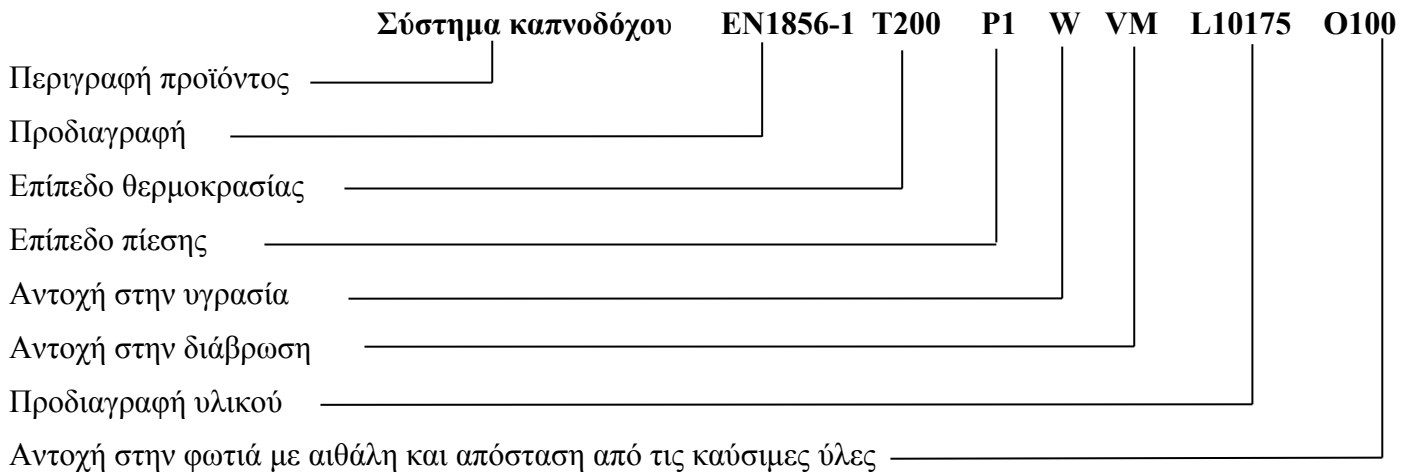 Σύστημα καπνοδόχου EN1856-1 T200 P1 W VM L10175 O100
Περιγραφή προϊόντος
Προδιαγραφή
Επίπεδο θερμοκρασίας
Επίπεδο πίεσης
Αντοχή στην υγρασία
Αντοχή στην διάβρωση
Προδιαγραφή υλικού
Αντοχή στην φωτιά με αιθάλη και απόσταση από τις καύσιμες ύλες